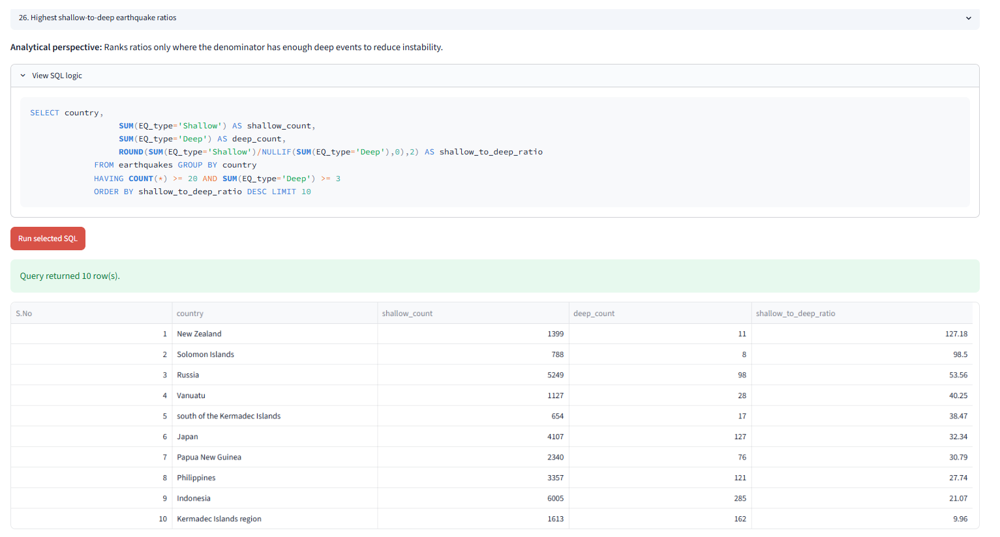 26. Highest shallow-to-deep earthquake ratios
Analytical perspective: Ranks ratios only where the denominator has enough deep events to reduce instability.
View SQL logic
SELECT country,
SUM(EQ_type='Shallow') AS shallow_count,
SUM(EQ_type='Deep') AS deep_count,
ROUND(SUM(EQ_type='Shallow')/NULLIF(SUM(EQ_type='Deep'),0),2) AS shallow_to_deep_ratio
FROM earthquakes GROUP BY country
HAVING COUNT(*) >= 20 AND SUM(EQ_type='Deep') >= 3
ORDER BY shallow_to_deep_ratio DESC LIMIT 10
Run selected SQL
Query returned 10 row(s).
S.No country shallow_count deep_count shallow_to_deep_ratio
1 New Zealand 1399 11 127.18
2 Solomon Islands 788 8 98.5
3 Russia 5249 98 53.56
4 Vanuatu 1127 28 40.25
5 south of the Kermadec Islands 654 17 38.47
6 Japan 4107 127 32.34
7 Papua New Guinea 2340 76 30.79
8 Philippines 3357 121 27.74
9 Indonesia 6005 285 21.07
10 Kermadec Islands region 1613 162 9.96